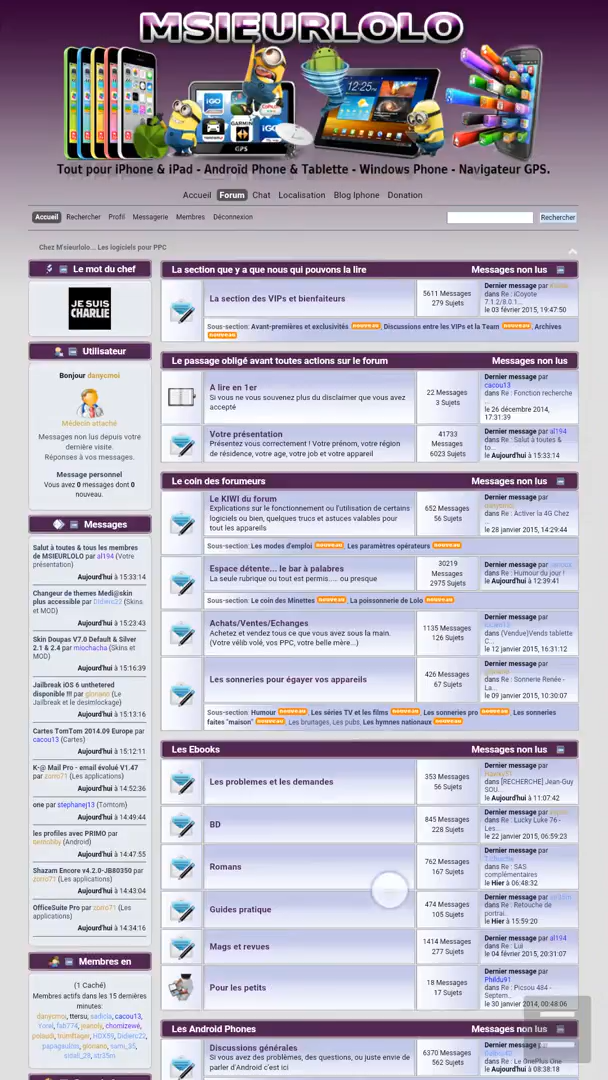 MSIEURLOLO
12:25
iGO
GARMIN
iGO
GPS
Tout pour iPhone & iPad - Android Phone & Tablette - Windows Phone - Navigateur GPS.
Accueil Forum Chat Localisation Blog Iphone Donation
Accueil Rechercher Profil Messagerie Membres Déconnexion
Rechercher
Chez M'sieurlolo... Les logiciels pour PPC
Le mot du chef
JE SUIS
CHARLIE
Utilisateur
Bonjour danycmoi
Médecin attaché
Messages non lus depuis votre
dernière visite.
Réponses à vos messages.
Message personnel
Vous avez 0 messages dont 0
nouveau.
Messages
Salut à toutes & tous les membres
de MSIEURLOLO par al194 (Votre
présentation)
Aujourd'hui à 15:33:14
Changeur de themes Medi@skin
plus accessible par Didierc22 (Skins
et MOD)
Aujourd'hui à 15:23:43
Skin Doupas V7.0 Default & Silver
2.1 & 2.4 par miochacha (Skins et
MOD)
Aujourd'hui à 15:16:39
Jailbreak iOS 6 unthetered
disponible !!! par glonano (Le
Jailbreak et le desimlockage)
Aujourd'hui à 15:13:16
Cartes TomTom 2014.09 Europe par
cacou13 (Cartes)
Aujourd'hui à 15:12:11
K-@ Mail Pro - email évolué V1.47
par zorro71 (Les applications)
Aujourd'hui à 14:52:36
one par stephanej13 (Tomtom)
Aujourd'hui à 14:49:44
les profiles avec PRIMO par
bernobby (Android)
Aujourd'hui à 14:47:55
Shazam Encore v4.2.0-JB80350 par
zorro71 (Les applications)
Aujourd'hui à 14:43:04
OfficeSuite Pro par zorro71 (Les
applications)
Aujourd'hui à 14:34:16
Membres en
(1 Caché)
Membres actifs dans les 15 dernières
minutes:
danycmoi, ttersu, sadicia, cacou13,
Yorel, fab774, jeanoly, chomizewé,
poladji, trumfliager, HDX59, Didierc22,
papagaulois, glonano, sumi_95,
sidali_28, str35m
La section que y a que nous qui pouvons la lire Messages non lus
La section des VIPs et bienfaiteurs
5611 Messages
279 Sujets
Dernier message par
dans Re : iCoyote
7.1.2/8.0.1...
le 03 février 2015, 19:47:50
Sous-section: Avant-premières et exclusivités nouveau, Discussions entre les VIPs et la Team nouveau, Archives
nouveau
Le passage obligé avant toutes actions sur le forum Messages non lus
A lire en 1er
Si vous ne vous souvenez plus du disclaimer que vous avez
accepté
22 Messages
3 Sujets
Dernier message par
cacou13
dans Re : Fonction recherche
...
le 26 décembre 2014,
17:31:39
Votre présentation
Présentez vous correctement ! Votre prénom, votre région
de résidence, votre age, votre job et votre appareil
41733
Messages
6023 Sujets
Dernier message par al194
dans Re : Salut à toutes &
to...
le Aujourd'hui à 15:33:14
Le coin des forumeurs Messages non lus
Le KIWI du forum
Explications sur le fonctionnement ou l'utilisation de certains
logiciels ou bien, quelques trucs et astuces valables pour
tout les appareils
652 Messages
56 Sujets
Dernier message par
danycmoi
dans Re : Activer la 4G Chez
...
le 28 janvier 2015, 14:29:44
Sous-section: Les modes d'emploi nouveau, Les paramètres opérateurs nouveau
Espace détente... le bar à palabres
La seule rubrique ou tout est permis..... ou presque
30219
Messages
2975 Sujets
Dernier message par
dans Re : Humour du jour !
le Aujourd'hui à 12:39:41
Sous-section: Le coin des Minettes nouveau, La poissonnerie de Lolo nouveau
Achats/Ventes/Echanges
Achetez et vendez tous ce que vous avez sous la main.
(Votre vélib volé, vos PPC, votre belle mère...)
1135 Messages
126 Sujets
Dernier message par
dans (Vendue)Vends tablette
C...
le 12 janvier 2015, 16:31:12
Les sonneries pour égayer vos appareils
426 Messages
67 Sujets
Dernier message par
dans Re : Sonnerie Renée -
La...
le 09 janvier 2015, 10:30:07
Sous-section: Humour nouveau, Les séries TV et les films nouveau, Les sonneries pro nouveau, Les sonneries
faites "maison" nouveau, Les bruitages, Les pubs, Les hymnes nationaux nouveau
Les Ebooks Messages non lus
Les problemes et les demandes
353 Messages
56 Sujets
Dernier message par
dans [RECHERCHE] Jean-Guy
SOU...
le Aujourd'hui à 11:07:42
BD
845 Messages
228 Sujets
Dernier message par
dans Re : Lucky Luke 76 -
Les...
le 22 janvier 2015, 06:59:23
Romans
762 Messages
167 Sujets
Dernier message par
dans Re : SAS
complémentaires
le Hier à 06:48:32
Guides pratique
474 Messages
105 Sujets
Dernier message par
dans Re : Retouche de
portrai...
le Hier à 15:59:20
Mags et revues
1414 Messages
277 Sujets
Dernier message par al194
dans Re : Lui
le 04 février 2015, 20:31:07
Pour les petits
18 Messages
17 Sujets
Dernier message par
Phildu91
dans Re : Picsou 484 -
Septem...
le 30 janvier 2014, 00:48:06
Les Android Phones Messages non lus
Discussions générales
Si vous avez des problèmes, des questions, ou juste envie de
parler d'Android c'est ici
6370 Messages
562 Sujets
Dernier message par
dans Re : Le OnePlus One
le Aujourd'hui à 08:38:18